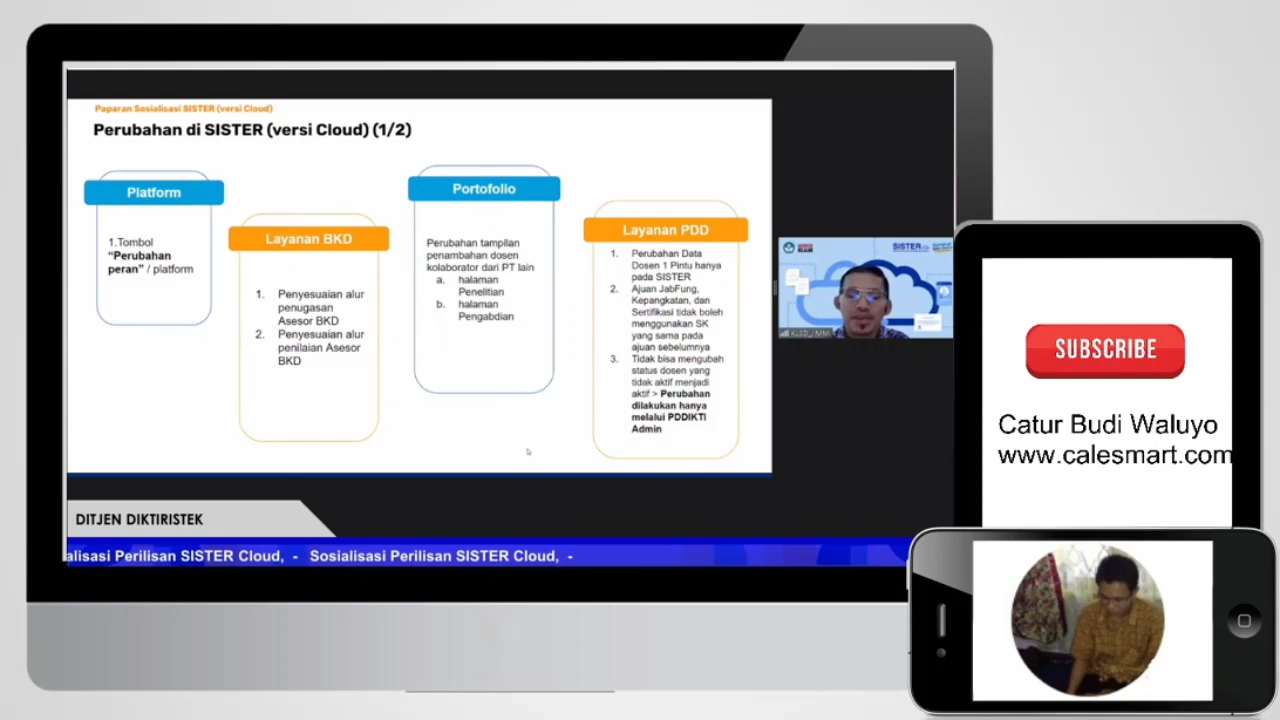 Paparan Sosialisasi SISTER (versi Cloud)
Perubahan di SISTER (versi Cloud) (1/2)
Platform
1.Tombol
“Perubahan
peran” / platform
Layanan BKD
1. Penyesuaian alur
penugasan
Asesor BKD
2. Penyesuaian alur
penilaian Asesor
BKD
Portofolio
Perubahan tampilan
penambahan dosen
kolaborator dari PT lain
a. halaman
Penelitian
b. halaman
Pengabdian
Layanan PDD
1. Perubahan Data
Dosen 1 Pintu hanya
pada SISTER
2. Ajuan JabFung,
Kepangkatan, dan
Sertifikasi tidak boleh
menggunakan SK
yang sama pada
ajuan sebelumnya
3. Tidak bisa mengubah
status dosen yang
tidak aktif menjadi
aktif > Perubahan
dilakukan hanya
melalui PDDIKTI
Admin
SISTER
DITJEN DIKTIRISTEK
alisasi Perilisan SISTER Cloud, - Sosialisasi Perilisan SISTER Cloud, -
SUBSCRIBE
Catur Budi Waluyo
www.calesmart.com